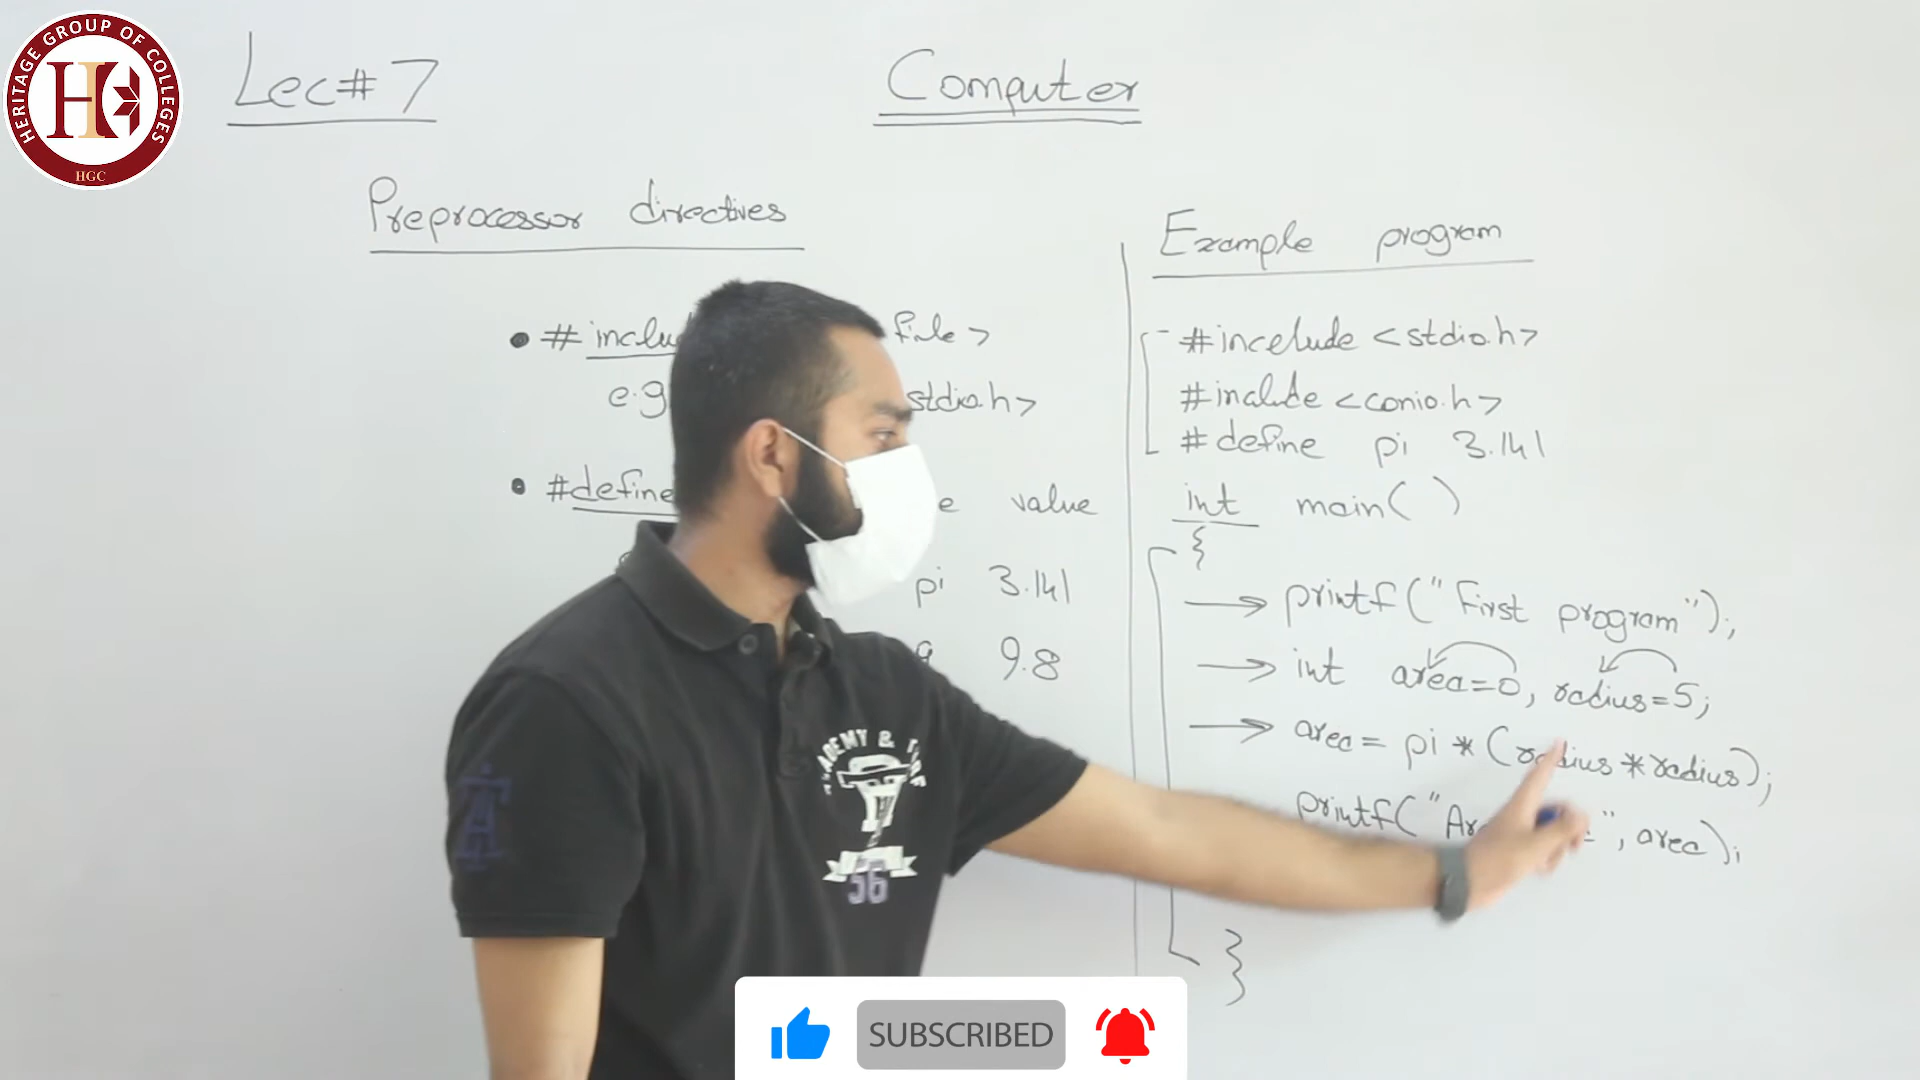 HERITAGE GROUP OF COLLEGES
HGC
Lec# 7
Computer
Preprocessor directives
file>
e.g stdio.h>
#define value
pi 3.141
9.8
Example program
#incelude <stdio.h>
#include <conio.h>
#define pi 3.141
int main( )
{
printf("First program");
int area=0, radius=5;
area= pi * (radius * radius);
printf(" ", area);
}
56
SUBSCRIBED